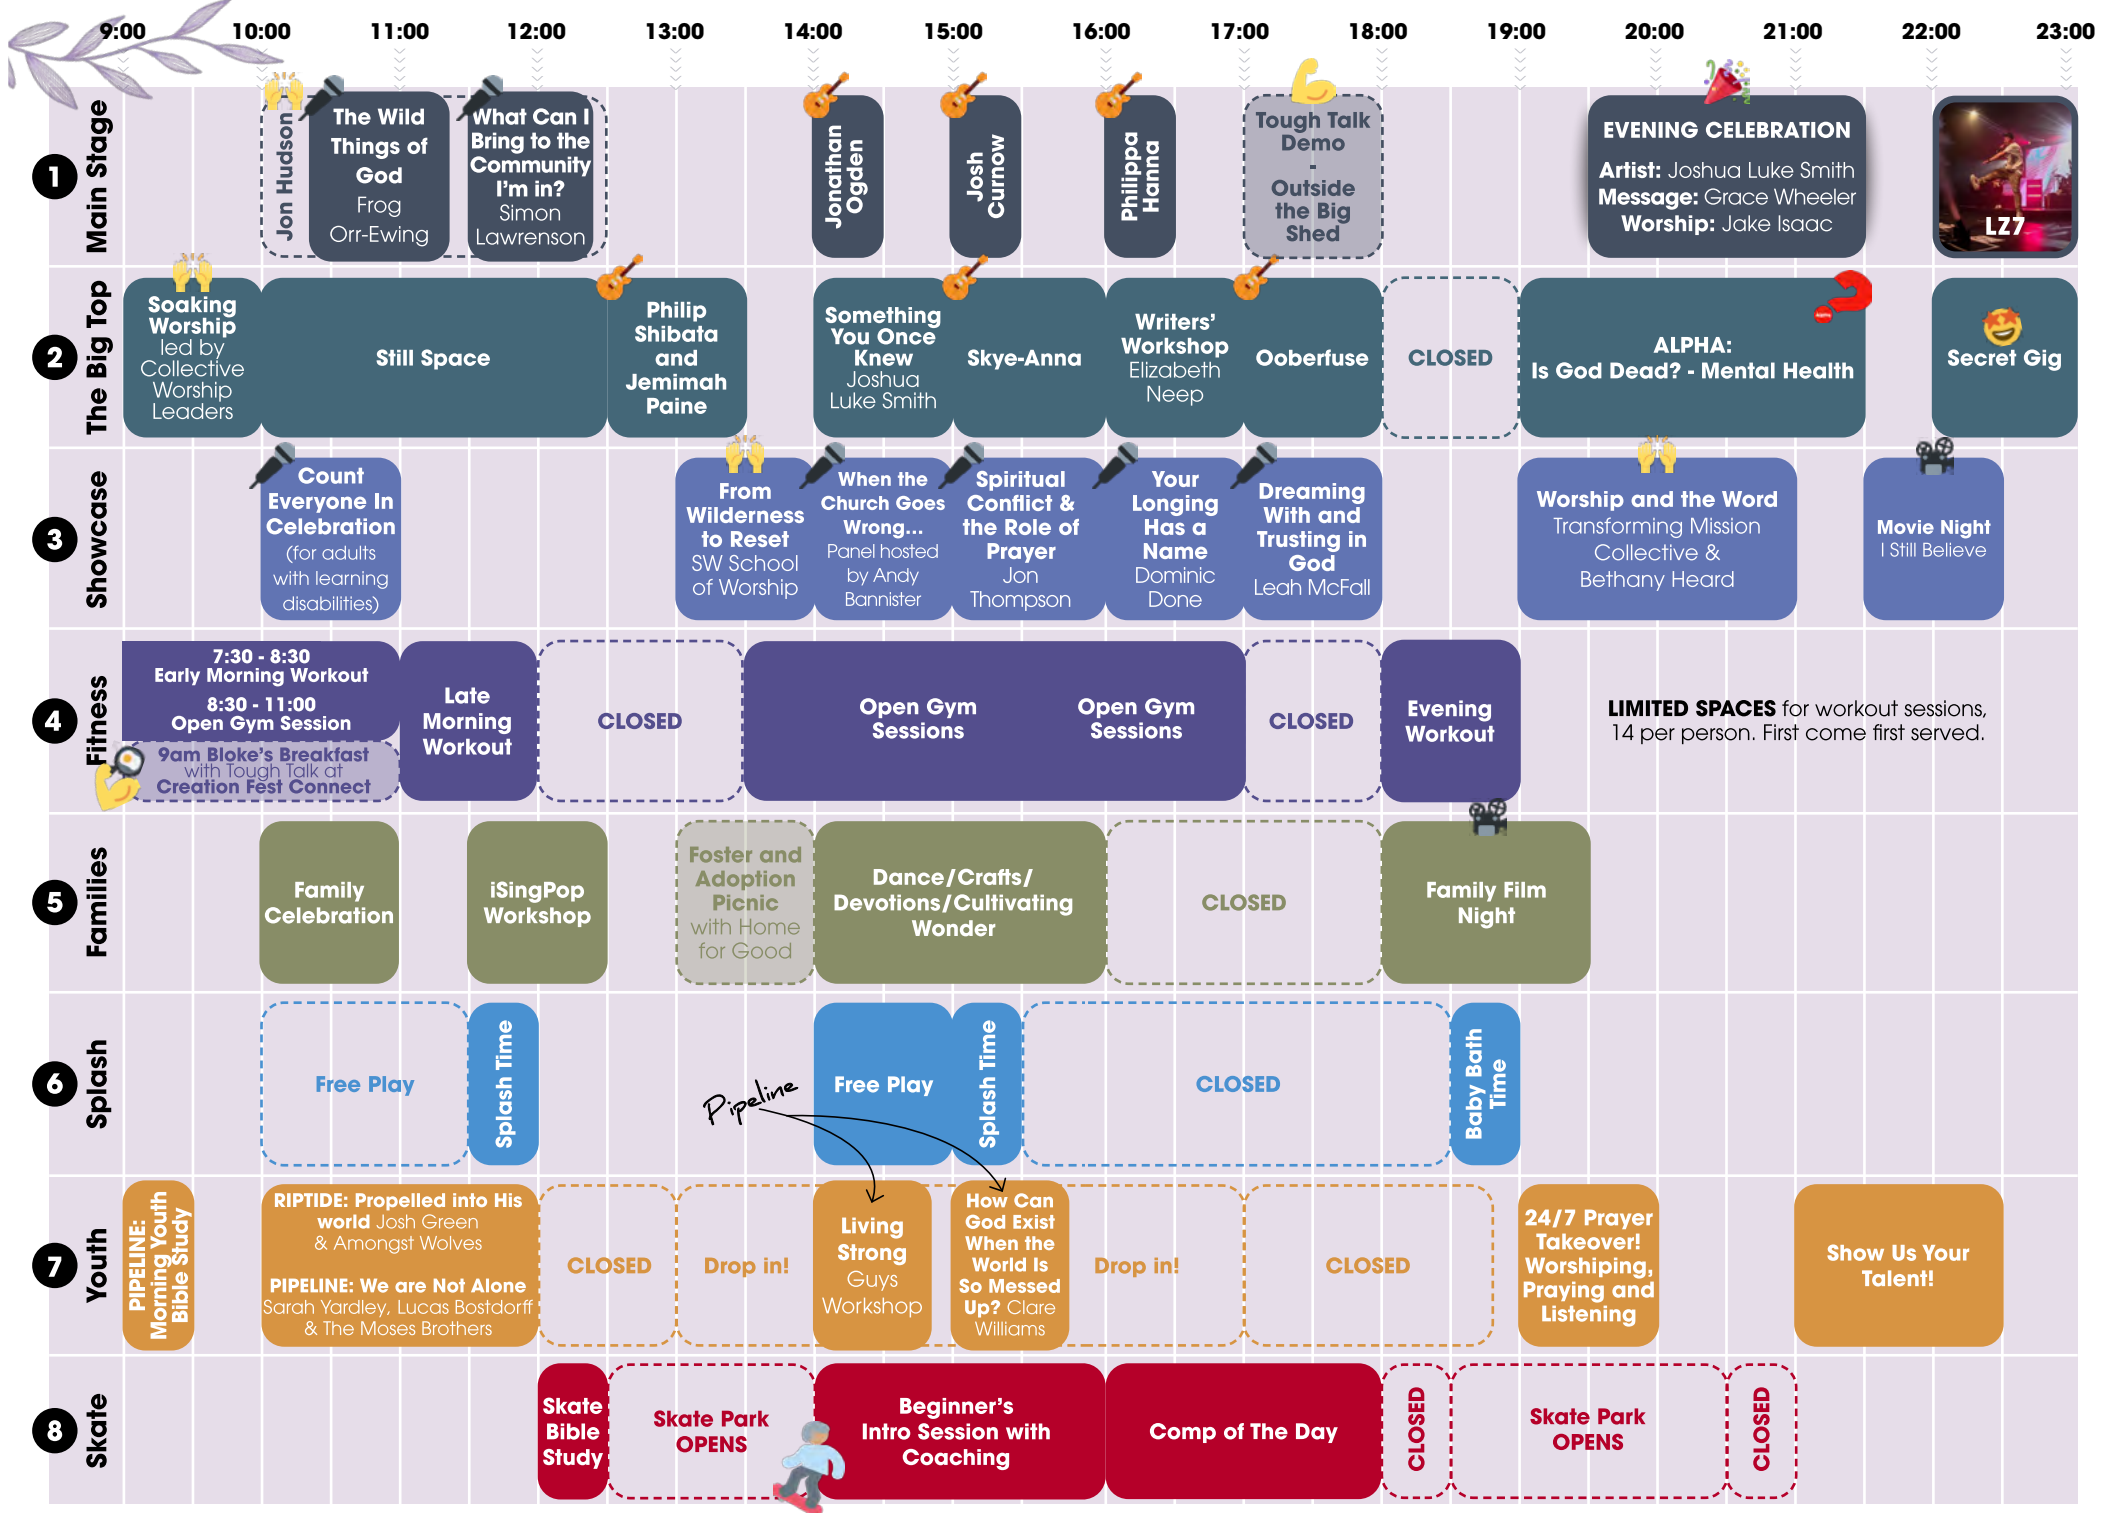 9:00 10:00 11:00 12:00 13:00 14:00 15:00 16:00 17:00 18:00 19:00 20:00 21:00 22:00 23:00
1
Main Stage
Jon Hudson
The Wild
Things of
God
Frog
Orr-Ewing
What Can I
Bring to the
Community
I'm in?
Simon
Lawrenson
Jonathan
Ogden
Josh
Curnow
Philippa
Hanna
Tough Talk
Demo
-
Outside
the Big
Shed
EVENING CELEBRATION
Artist: Joshua Luke Smith
Message: Grace Wheeler
Worship: Jake Isaac
LZ7
2
The Big Top
Soaking
Worship
led by
Collective
Worship
Leaders
Still Space
Philip
Shibata
and
Jemimah
Paine
Something
You Once
Knew
Joshua
Luke Smith
Skye-Anna
Writers'
Workshop
Elizabeth
Neep
Ooberfuse
CLOSED
ALPHA:
Is God Dead? - Mental Health
Secret Gig
3
Showcase
Count
Everyone In
Celebration
(for adults
with learning
disabilities)
From
Wilderness
to Reset
SW School
of Worship
When the
Church Goes
Wrong...
Panel hosted
by Andy
Bannister
Spiritual
Conflict &
the Role of
Prayer
Jon
Thompson
Your
Longing
Has a
Name
Dominic
Done
Dreaming
With and
Trusting in
God
Leah McFall
Worship and the Word
Transforming Mission
Collective &
Bethany Heard
Movie Night
I Still Believe
4
Fitness
7:30 - 8:30
Early Morning Workout
8:30 - 11:00
Open Gym Session
9am Bloke's Breakfast
with Tough Talk at
Creation Fest Connect
Late
Morning
Workout
CLOSED
Open Gym
Sessions
Open Gym
Sessions
CLOSED
Evening
Workout
LIMITED SPACES for workout sessions,
14 per person. First come first served.
5
Families
Family
Celebration
iSingPop
Workshop
Foster and
Adoption
Picnic
with Home
for Good
Dance/Crafts/
Devotions/Cultivating
Wonder
CLOSED
Family Film
Night
6
Splash
Free Play
Splash Time
Pipeline
Free Play
Splash Time
CLOSED
Baby Bath
Time
7
Youth
PIPELINE:
Morning Youth
Bible Study
RIPTIDE: Propelled into His
world Josh Green
& Amongst Wolves
PIPELINE: We are Not Alone
Sarah Yardley, Lucas Bostdorff
& The Moses Brothers
CLOSED
Drop in!
Living
Strong
Guys
Workshop
How Can
God Exist
When the
World Is
So Messed
Up? Clare
Williams
Drop in!
CLOSED
24/7 Prayer
Takeover!
Worshiping,
Praying and
Listening
Show Us Your
Talent!
8
Skate
Skate
Bible
Study
Skate Park
OPENS
Beginner's
Intro Session with
Coaching
Comp of The Day
CLOSED
Skate Park
OPENS
CLOSED